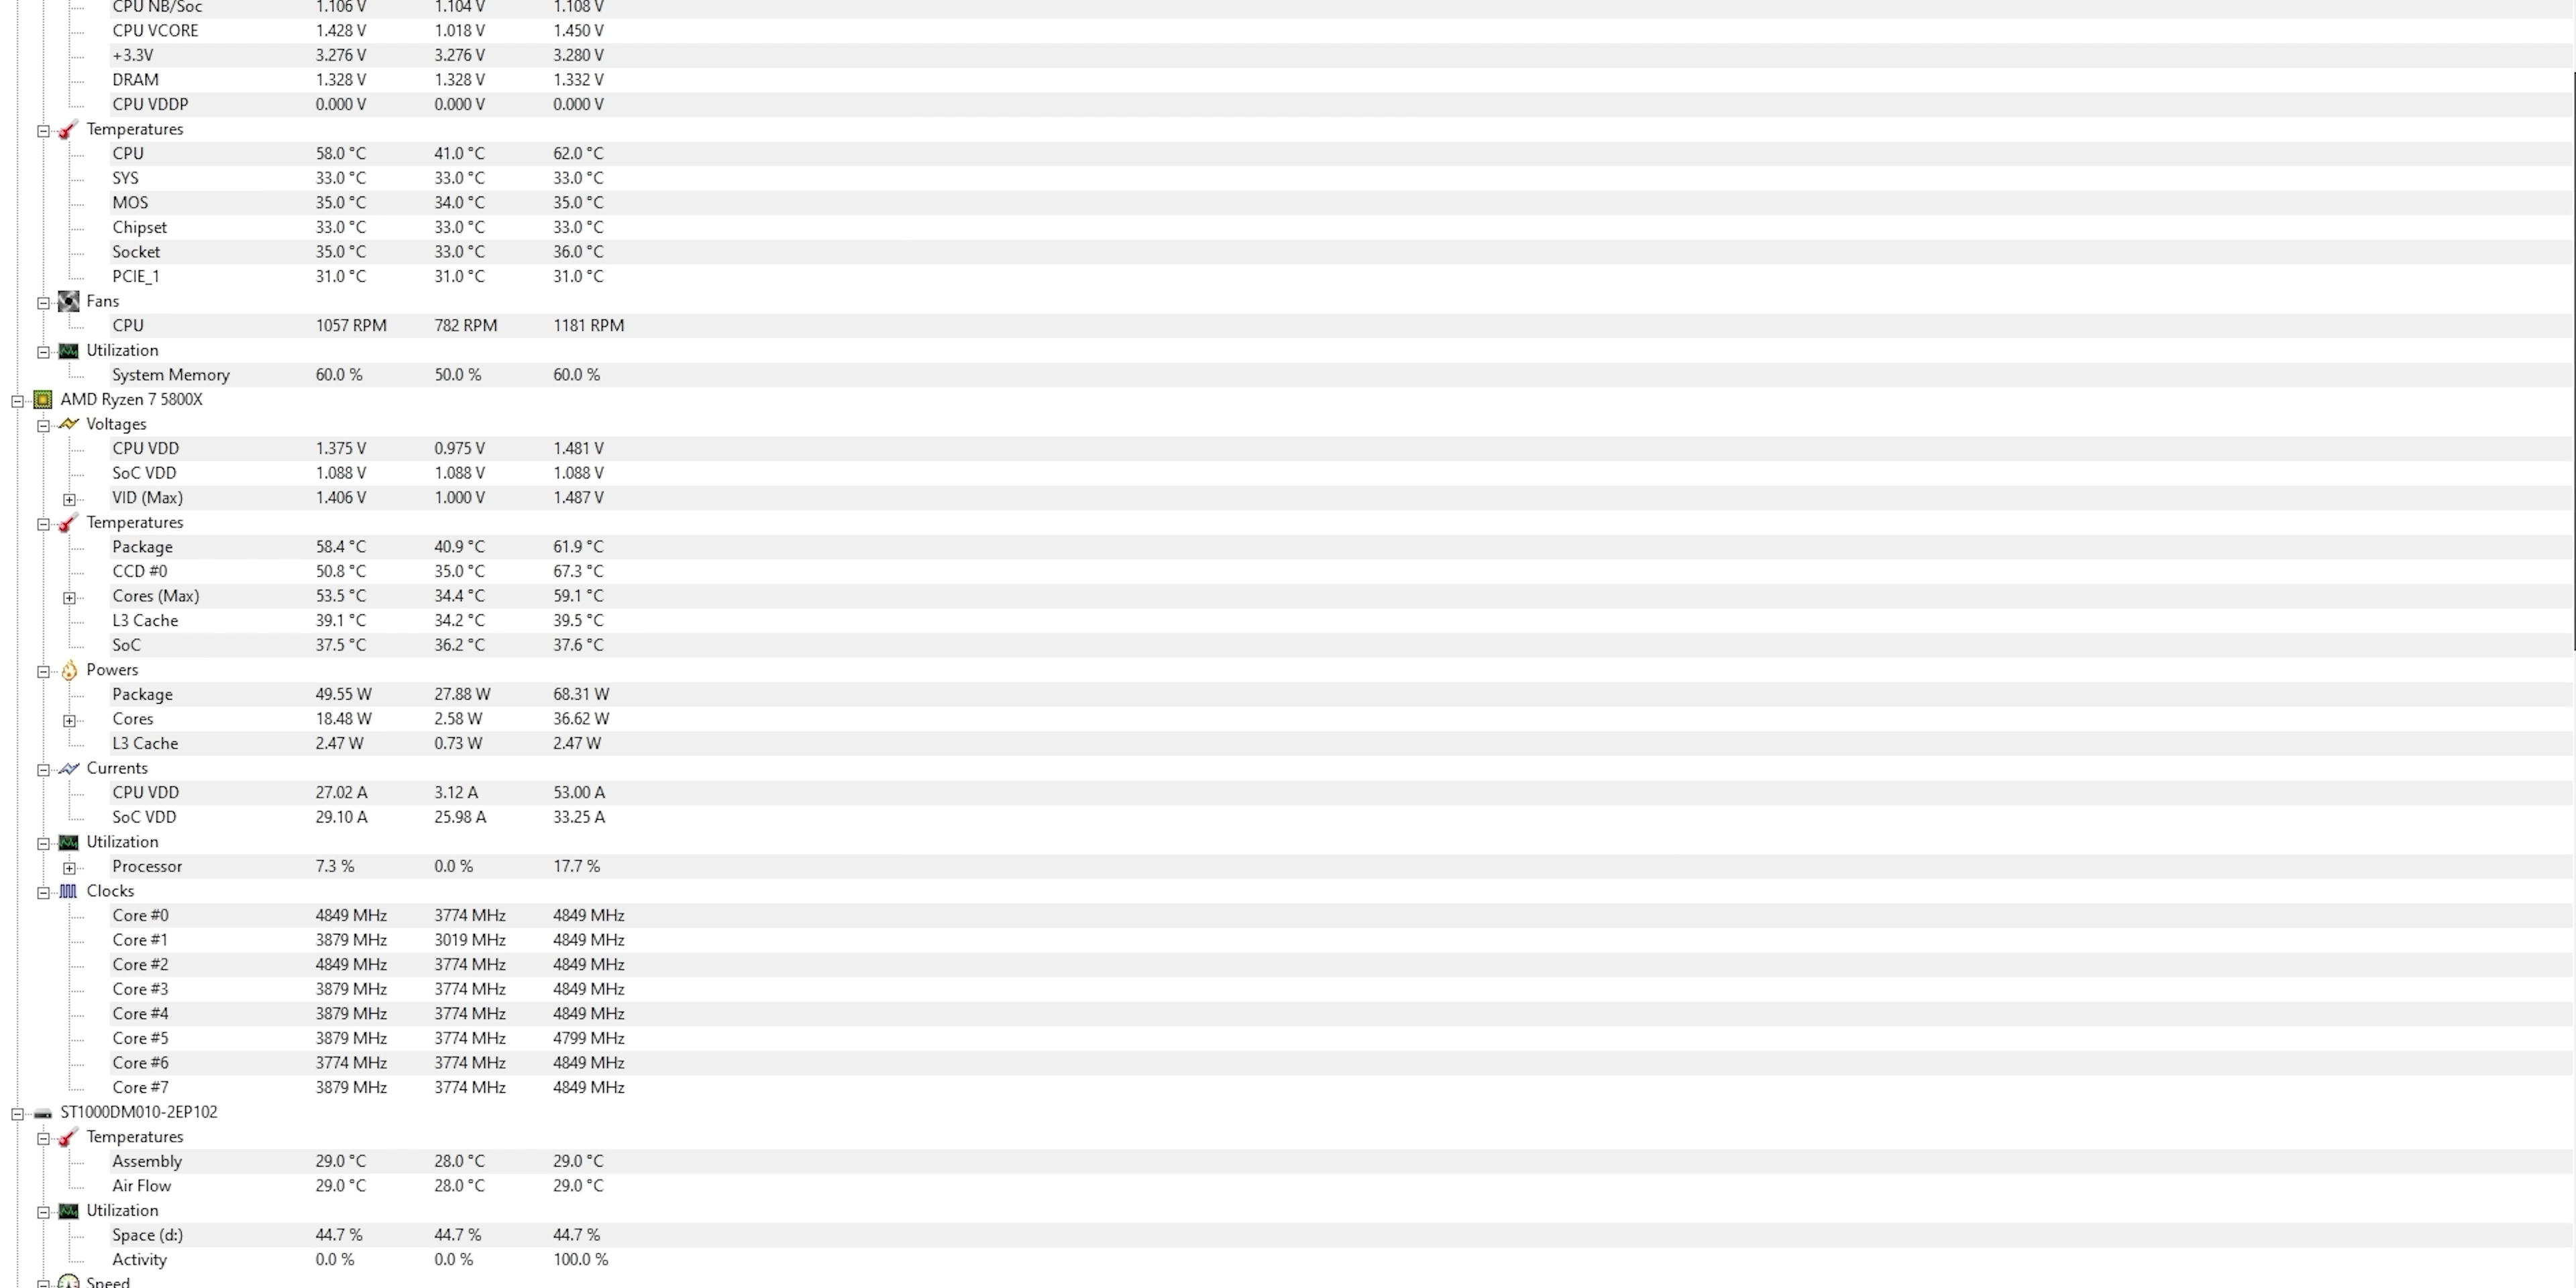 CPU NB/Soc 1.106 V 1.104 V 1.108 V
CPU VCORE 1.428 V 1.018 V 1.450 V
+3.3V 3.276 V 3.276 V 3.280 V
DRAM 1.328 V 1.328 V 1.332 V
CPU VDDP 0.000 V 0.000 V 0.000 V
Temperatures
CPU 58.0 °C 41.0 °C 62.0 °C
SYS 33.0 °C 33.0 °C 33.0 °C
MOS 35.0 °C 34.0 °C 35.0 °C
Chipset 33.0 °C 33.0 °C 33.0 °C
Socket 35.0 °C 33.0 °C 36.0 °C
PCIE_1 31.0 °C 31.0 °C 31.0 °C
Fans
CPU 1057 RPM 782 RPM 1181 RPM
Utilization
System Memory 60.0 % 50.0 % 60.0 %
AMD Ryzen 7 5800X
Voltages
CPU VDD 1.375 V 0.975 V 1.481 V
SoC VDD 1.088 V 1.088 V 1.088 V
VID (Max) 1.406 V 1.000 V 1.487 V
Temperatures
Package 58.4 °C 40.9 °C 61.9 °C
CCD #0 50.8 °C 35.0 °C 67.3 °C
Cores (Max) 53.5 °C 34.4 °C 59.1 °C
L3 Cache 39.1 °C 34.2 °C 39.5 °C
SoC 37.5 °C 36.2 °C 37.6 °C
Powers
Package 49.55 W 27.88 W 68.31 W
Cores 18.48 W 2.58 W 36.62 W
L3 Cache 2.47 W 0.73 W 2.47 W
Currents
CPU VDD 27.02 A 3.12 A 53.00 A
SoC VDD 29.10 A 25.98 A 33.25 A
Utilization
Processor 7.3 % 0.0 % 17.7 %
Clocks
Core #0 4849 MHz 3774 MHz 4849 MHz
Core #1 3879 MHz 3019 MHz 4849 MHz
Core #2 4849 MHz 3774 MHz 4849 MHz
Core #3 3879 MHz 3774 MHz 4849 MHz
Core #4 3879 MHz 3774 MHz 4849 MHz
Core #5 3879 MHz 3774 MHz 4799 MHz
Core #6 3774 MHz 3774 MHz 4849 MHz
Core #7 3879 MHz 3774 MHz 4849 MHz
ST1000DM010-2EP102
Temperatures
Assembly 29.0 °C 28.0 °C 29.0 °C
Air Flow 29.0 °C 28.0 °C 29.0 °C
Utilization
Space (d:) 44.7 % 44.7 % 44.7 %
Activity 0.0 % 0.0 % 100.0 %
Speed